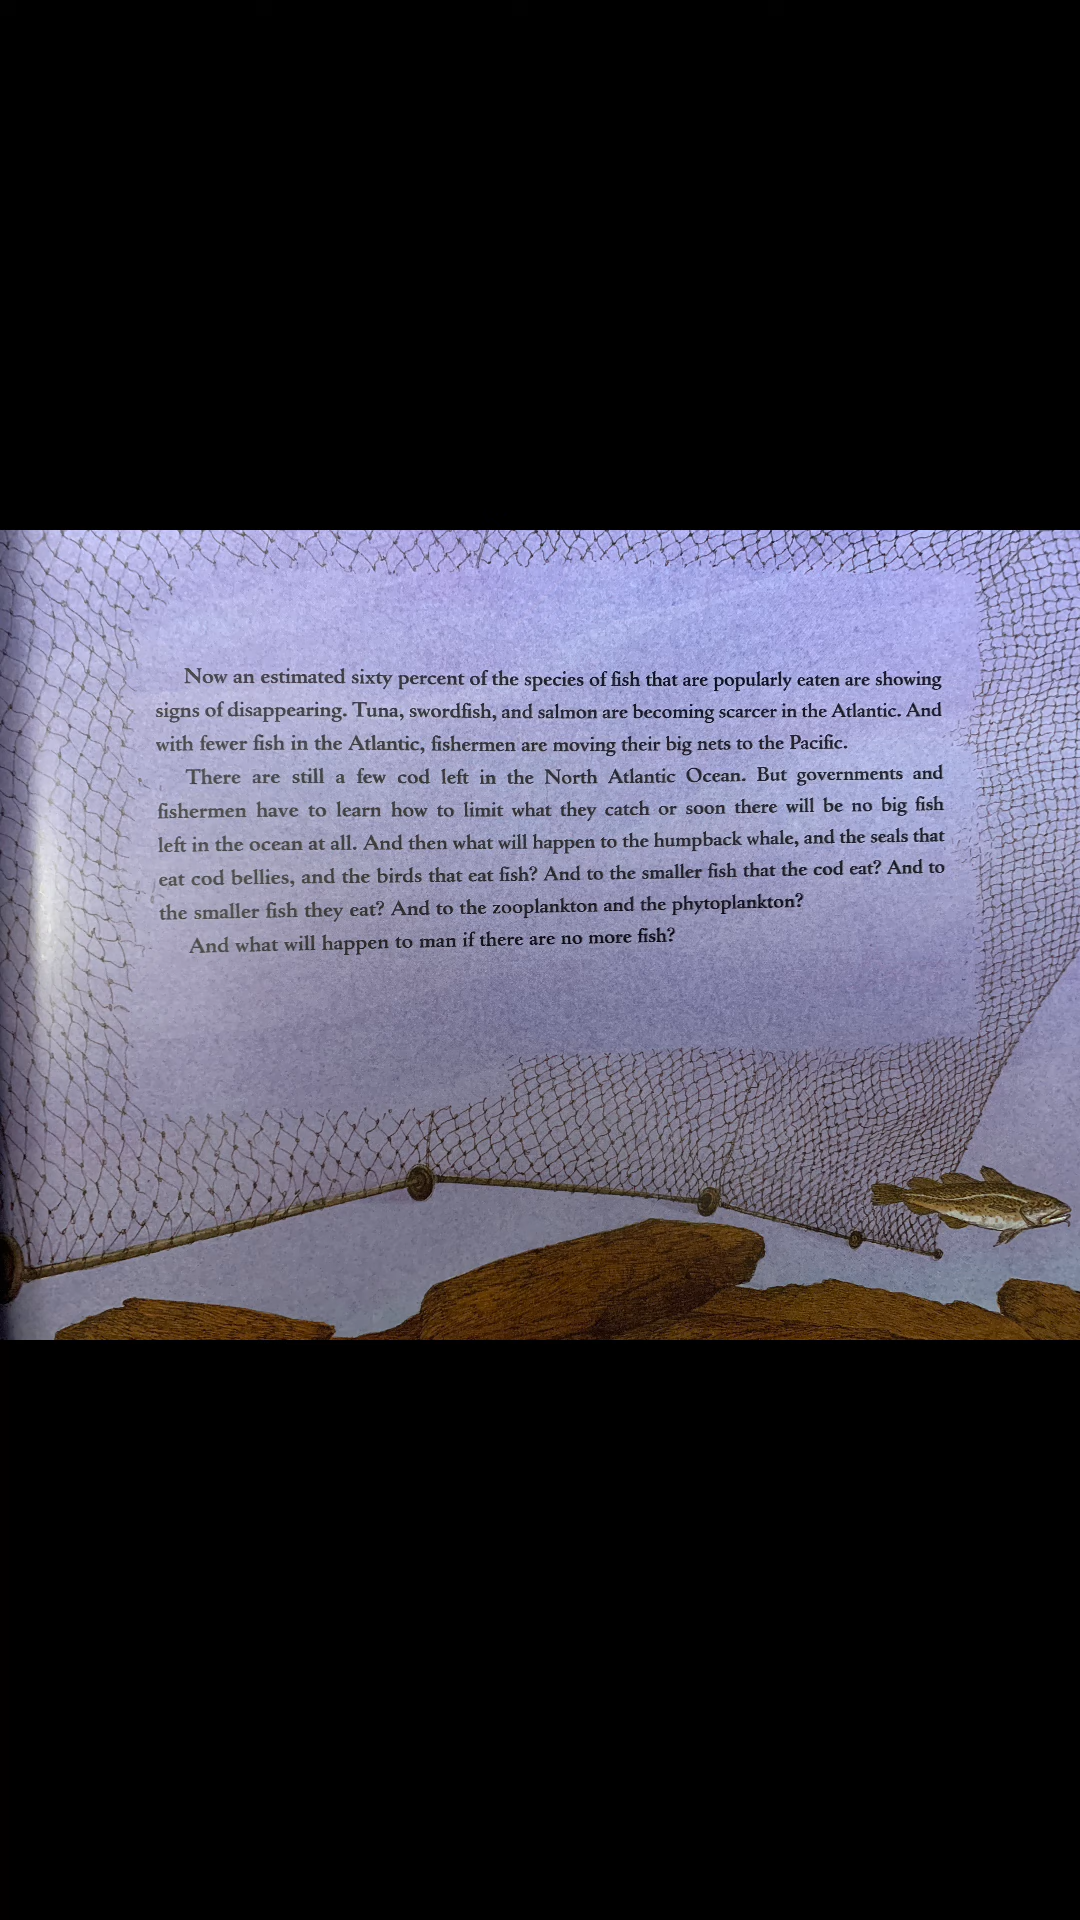 Now an estimated sixty percent of the species of fish that are popularly eaten are showing
signs of disappearing. Tuna, swordfish, and salmon are becoming scarcer in the Atlantic. And
with fewer fish in the Atlantic, fishermen are moving their big nets to the Pacific.
There are still a few cod left in the North Atlantic Ocean. But governments and
fishermen have to learn how to limit what they catch or soon there will be no big fish
left in the ocean at all. And then what will happen to the humpback whale, and the seals that
eat cod bellies, and the birds that eat fish? And to the smaller fish that the cod eat? And to
the smaller fish they eat? And to the zooplankton and the phytoplankton?
And what will happen to man if there are no more fish?